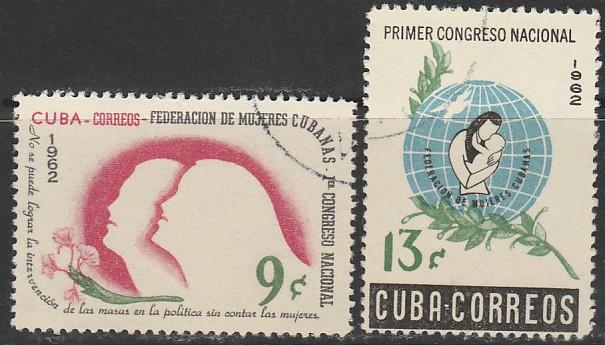 CUBA-CORREOS-FEDERACION DE MUJERES CUBANAS. 1er CONGRESO NACIONAL
1962
No se puede lograr la intervención de las masas en la política sin contar las mujeres.
9¢
PRIMER CONGRESO NACIONAL
1962
FEDERACION DE MUJERES CUBANAS
13¢
CUBA-CORREOS